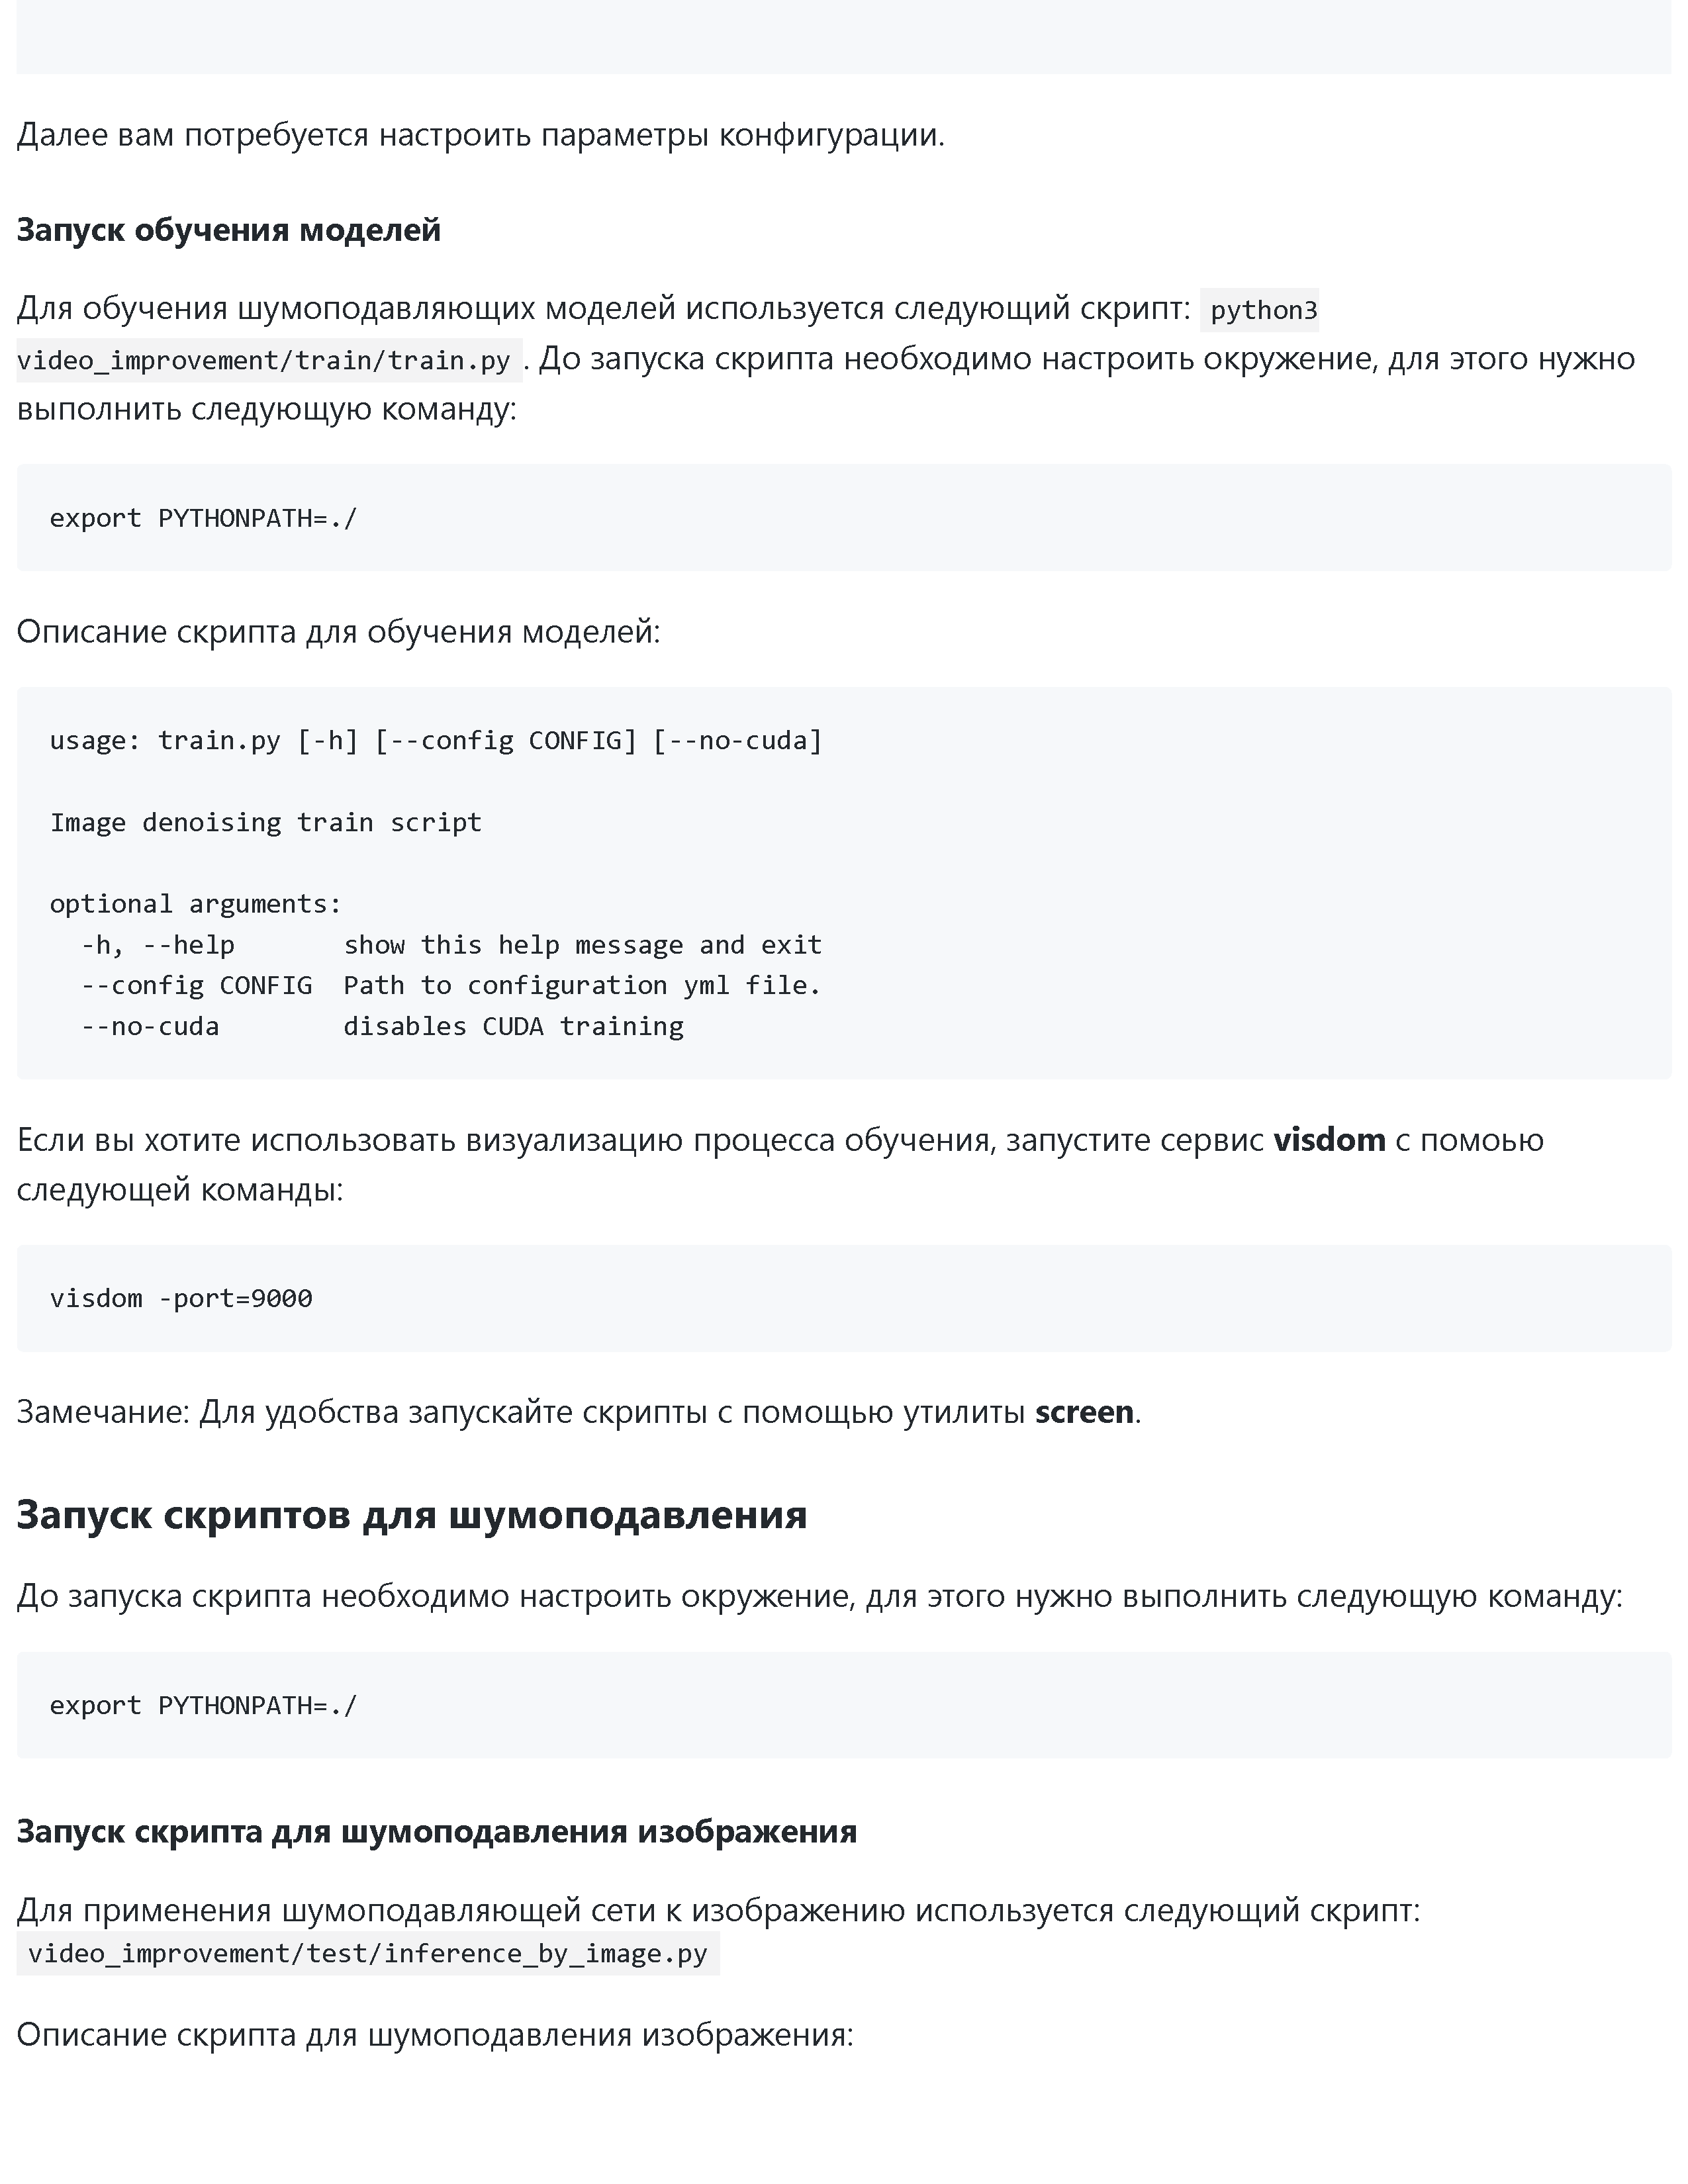 Далее вам потребуется настроить параметры конфигурации.
Запуск обучения моделей
Для обучения шумоподавляющих моделей используется следующий скрипт: python3
video_improvement/train/train.py . До запуска скрипта необходимо настроить окружение, для этого нужно
выполнить следующую команду:
export PYTHONPATH=./
Описание скрипта для обучения моделей:
usage: train.py [-h] [--config CONFIG] [--no-cuda]
Image denoising train script
optional arguments:
  -h, --help       show this help message and exit
  --config CONFIG  Path to configuration yml file.
  --no-cuda        disables CUDA training
Если вы хотите использовать визуализацию процесса обучения, запустите сервис visdom с помоью
следующей команды:
visdom -port=9000
Замечание: Для удобства запускайте скрипты с помощью утилиты screen.
Запуск скриптов для шумоподавления
До запуска скрипта необходимо настроить окружение, для этого нужно выполнить следующую команду:
export PYTHONPATH=./
Запуск скрипта для шумоподавления изображения
Для применения шумоподавляющей сети к изображению используется следующий скрипт:
video_improvement/test/inference_by_image.py
Описание скрипта для шумоподавления изображения: